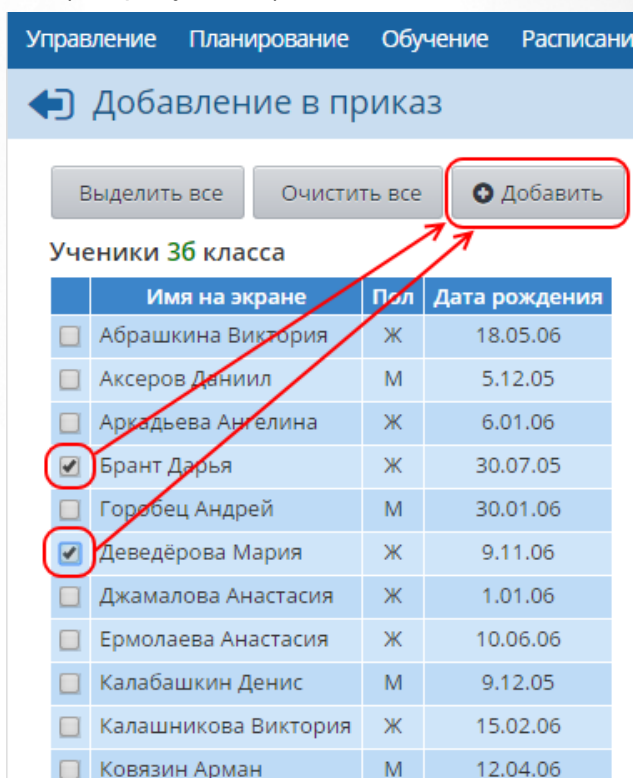 Управление Планирование Обучение Расписани
Добавление в приказ
Выделить все Очистить все Добавить
Ученики 3б класса
Имя на экране Пол Дата рождения
Абрашкина Виктория Ж 18.05.06
Аксеров Даниил М 5.12.05
Аркадьева Ангелина Ж 6.01.06
Брант Дарья Ж 30.07.05
Горобец Андрей М 30.01.06
Деведёрова Мария Ж 9.11.06
Джамалова Анастасия Ж 1.01.06
Ермолаева Анастасия Ж 10.06.06
Калабашкин Денис М 9.12.05
Калашникова Виктория Ж 15.02.06
Ковязин Арман М 12.04.06